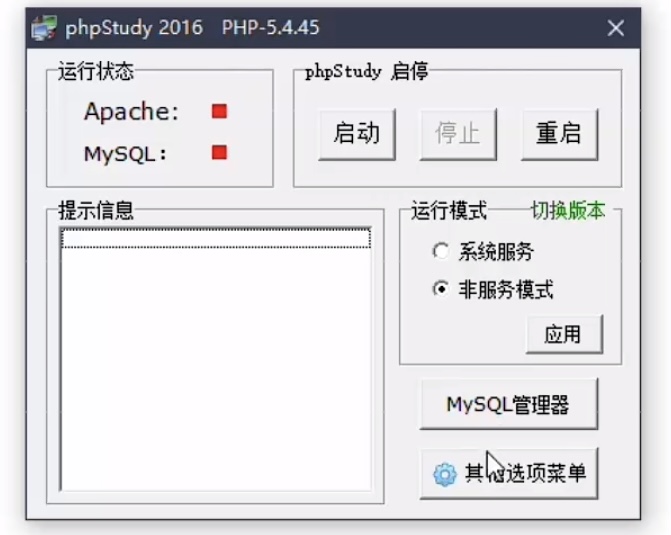 phpStudy 2016 PHP-5.4.45
运行状态
Apache:
MySQL:
phpStudy 启停
启动 停止 重启
提示信息
运行模式 切换版本
系统服务
非服务模式
应用
MySQL管理器
其他选项菜单